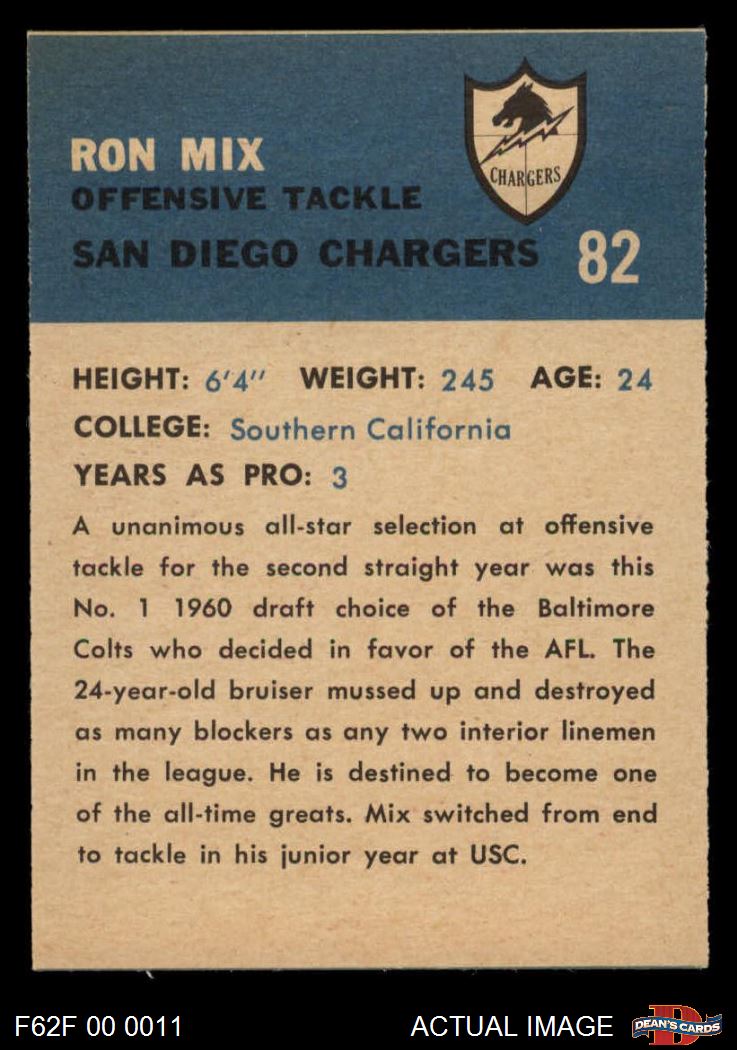 RON MIX
CHARGERS
OFFENSIVE TACKLE
SAN DIEGO CHARGERS 82
HEIGHT: 6'4" WEIGHT: 245 AGE: 24
COLLEGE: Southern California
YEARS AS PRO: 3
A unanimous all-star selection at offensive
tackle for the second straight year was this
No. 1 1960 draft choice of the Baltimore
Colts who decided in favor of the AFL. The
24-year-old bruiser mussed up and destroyed
as many blockers as any two interior linemen
in the league. He is destined to become one
of the all-time greats. Mix switched from end
to tackle in his junior year at USC.
F62F 00 0011 ACTUAL IMAGE D DEAN'S CARDS